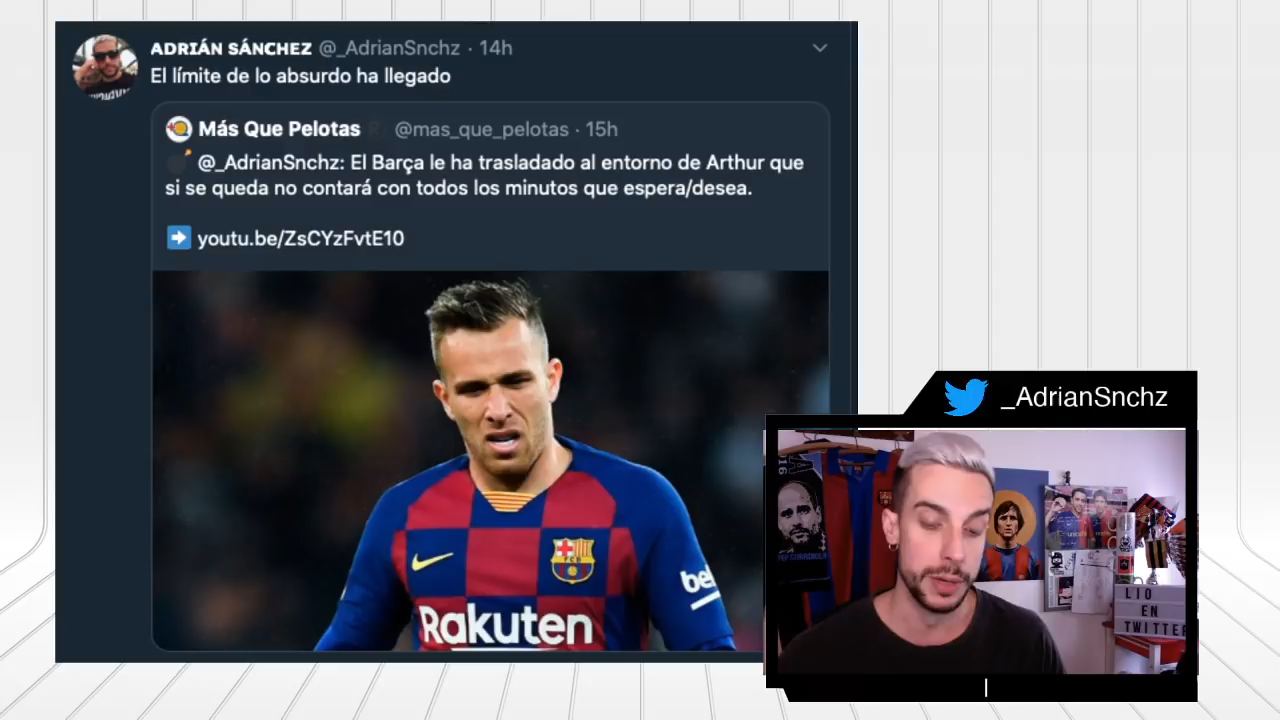 ADRIÁN SÁNCHEZ @_AdrianSnchz · 14h
El límite de lo absurdo ha llegado
Más Que Pelotas @mas_que_pelotas · 15h
@_AdrianSnchz: El Barça le ha trasladado al entorno de Arthur que
si se queda no contará con todos los minutos que espera/desea.
youtu.be/ZsCYzFvtE10
Rakuten
_AdrianSnchz
LIO
EN
TWITTER